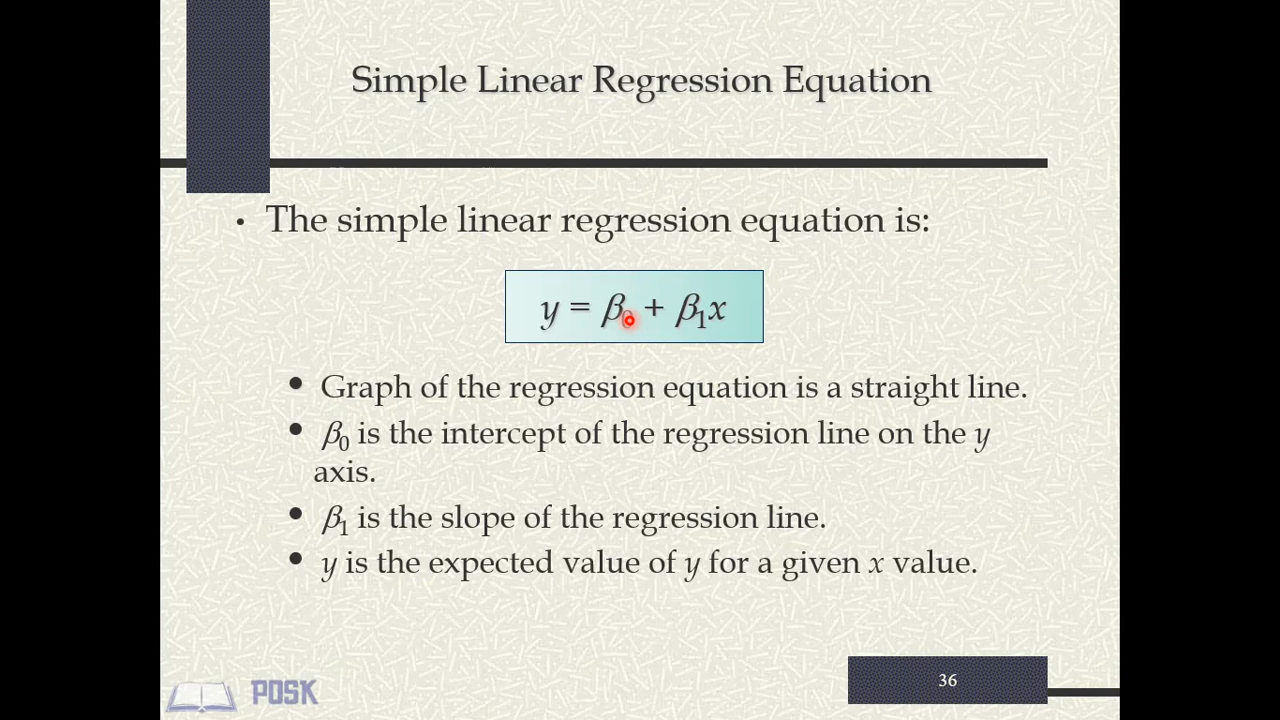 Simple Linear Regression Equation
• The simple linear regression equation is:
y = β₀ + β₁x
• Graph of the regression equation is a straight line.
• β₀ is the intercept of the regression line on the y
axis.
• β₁ is the slope of the regression line.
• y is the expected value of y for a given x value.
36
POSK